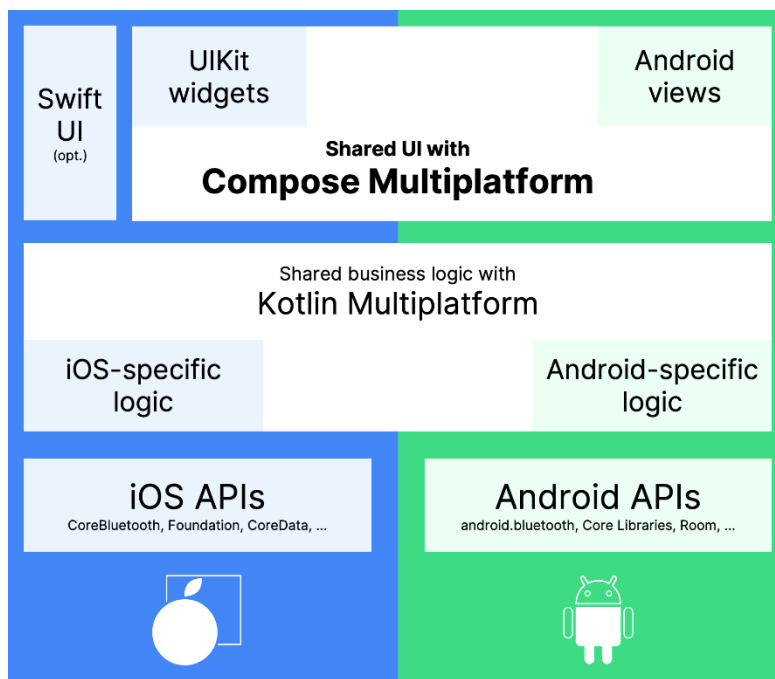 Swift
UI
(opt.)
UIKit
widgets
Android
views
Shared UI with
Compose Multiplatform
Shared business logic with
Kotlin Multiplatform
iOS-specific
logic
Android-specific
logic
iOS APIs
CoreBluetooth, Foundation, CoreData, ...
Android APIs
android.bluetooth, Core Libraries, Room, ...